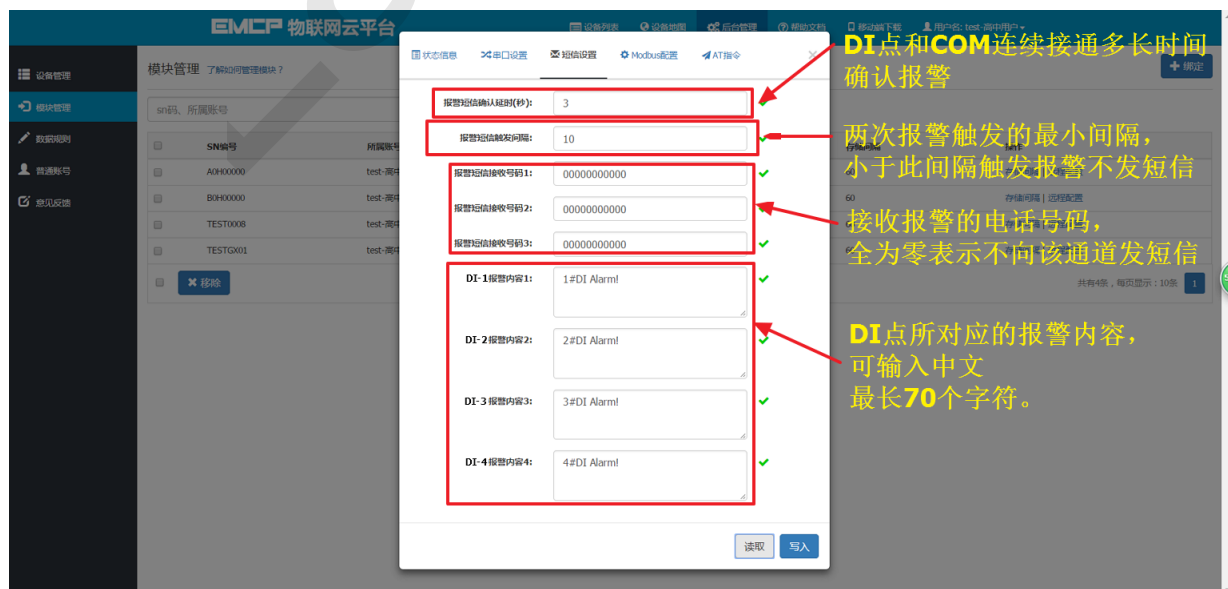 EMCP 物联网云平台
设备列表
设备地图
后台管理
帮助文档
移动端下载
用户名: test-高中用户
设备管理
模块管理
数据规则
普通账号
意见反馈
模块管理 了解如何管理模块？
绑定
sn码、所属账号
SN编号
所属账号
A0H00000
test-高中
B0H00000
test-高中
60
存储间隔 | 远程配置
TEST0008
test-高中
TESTGX01
test-高中
移除
共有4条，每页显示：10条
1
状态信息
串口设置
短信设置
Modbus配置
AT指令
报警短信确认延时(秒):
3
报警短信触发间隔:
10
报警短信接收号码1:
00000000000
报警短信接收号码2:
00000000000
报警短信接收号码3:
00000000000
DI-1报警内容1:
1#DI Alarm!
DI-2报警内容2:
2#DI Alarm!
DI-3报警内容3:
3#DI Alarm!
DI-4报警内容4:
4#DI Alarm!
读取
写入
DI点和COM连续接通多长时间
确认报警
两次报警触发的最小间隔，
小于此间隔触发报警不发短信
接收报警的电话号码，
全为零表示不向该通道发短信
DI点所对应的报警内容，
可输入中文
最长70个字符。